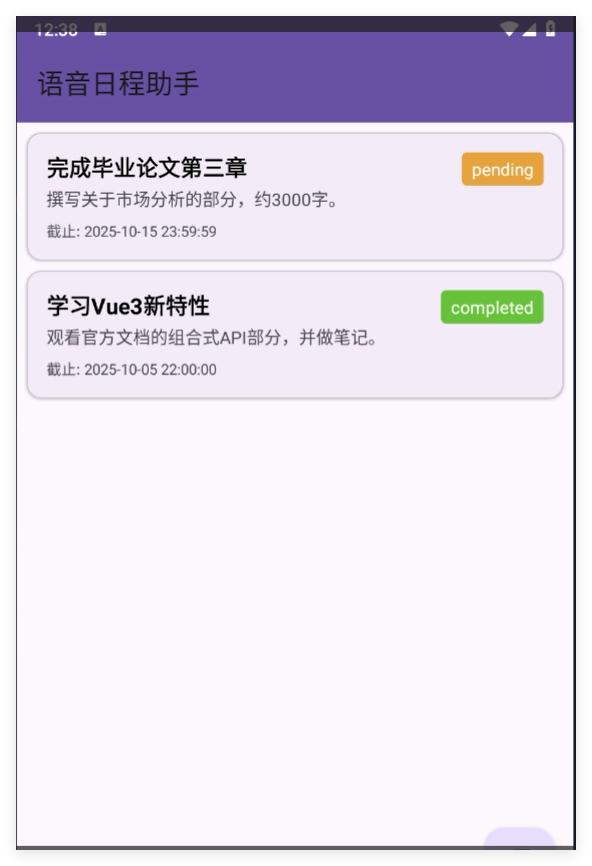 12:38
语音日程助手
完成毕业论文第三章
pending
撰写关于市场分析的部分，约3000字。
截止: 2025-10-15 23:59:59
学习Vue3新特性
completed
观看官方文档的组合式API部分，并做笔记。
截止: 2025-10-05 22:00:00